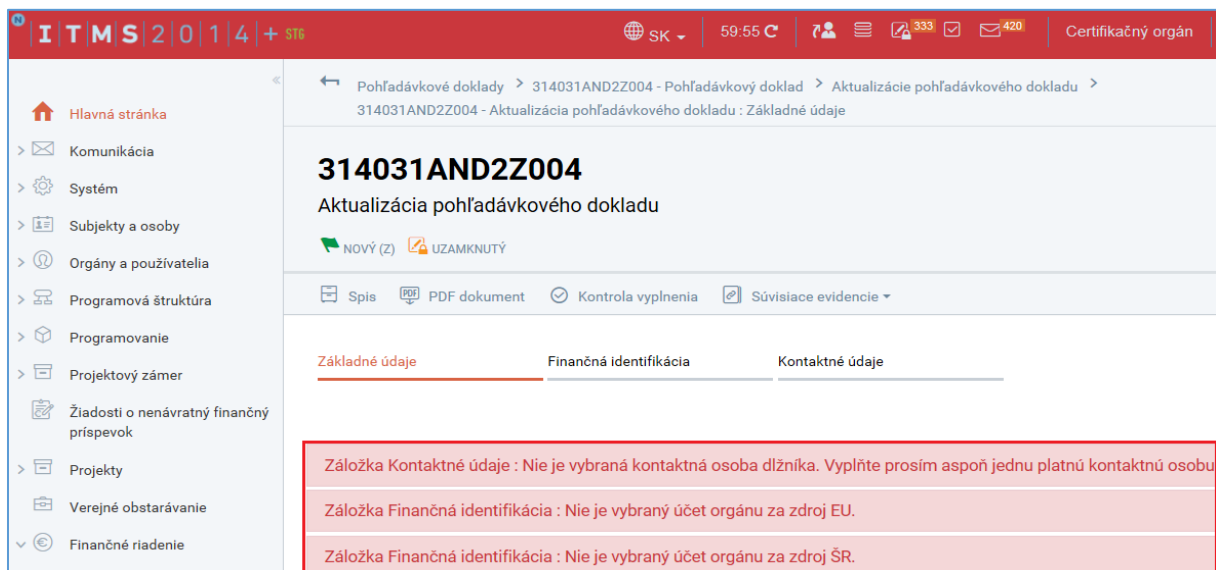 N
ITMS2014+ STG
SK
59:55
333
420
Certifikačný orgán
Pohľadávkové doklady > 314031AND2Z004 - Pohľadávkový doklad > Aktualizácie pohľadávkového dokladu >
314031AND2Z004 - Aktualizácia pohľadávkového dokladu : Základné údaje
Hlavná stránka
Komunikácia
Systém
Subjekty a osoby
Orgány a používatelia
Programová štruktúra
Programovanie
Projektový zámer
Žiadosti o nenávratný finančný
príspevok
Projekty
Verejné obstarávanie
Finančné riadenie
314031AND2Z004
Aktualizácia pohľadávkového dokladu
NOVÝ (Z) UZAMKNUTÝ
Spis PDF PDF dokument Kontrola vyplnenia Súvisiace evidencie
Základné údaje Finančná identifikácia Kontaktné údaje
Záložka Kontaktné údaje : Nie je vybraná kontaktná osoba dlžníka. Vyplňte prosím aspoň jednu platnú kontaktnú osobu
Záložka Finančná identifikácia : Nie je vybraný účet orgánu za zdroj EU.
Záložka Finančná identifikácia : Nie je vybraný účet orgánu za zdroj ŠR.